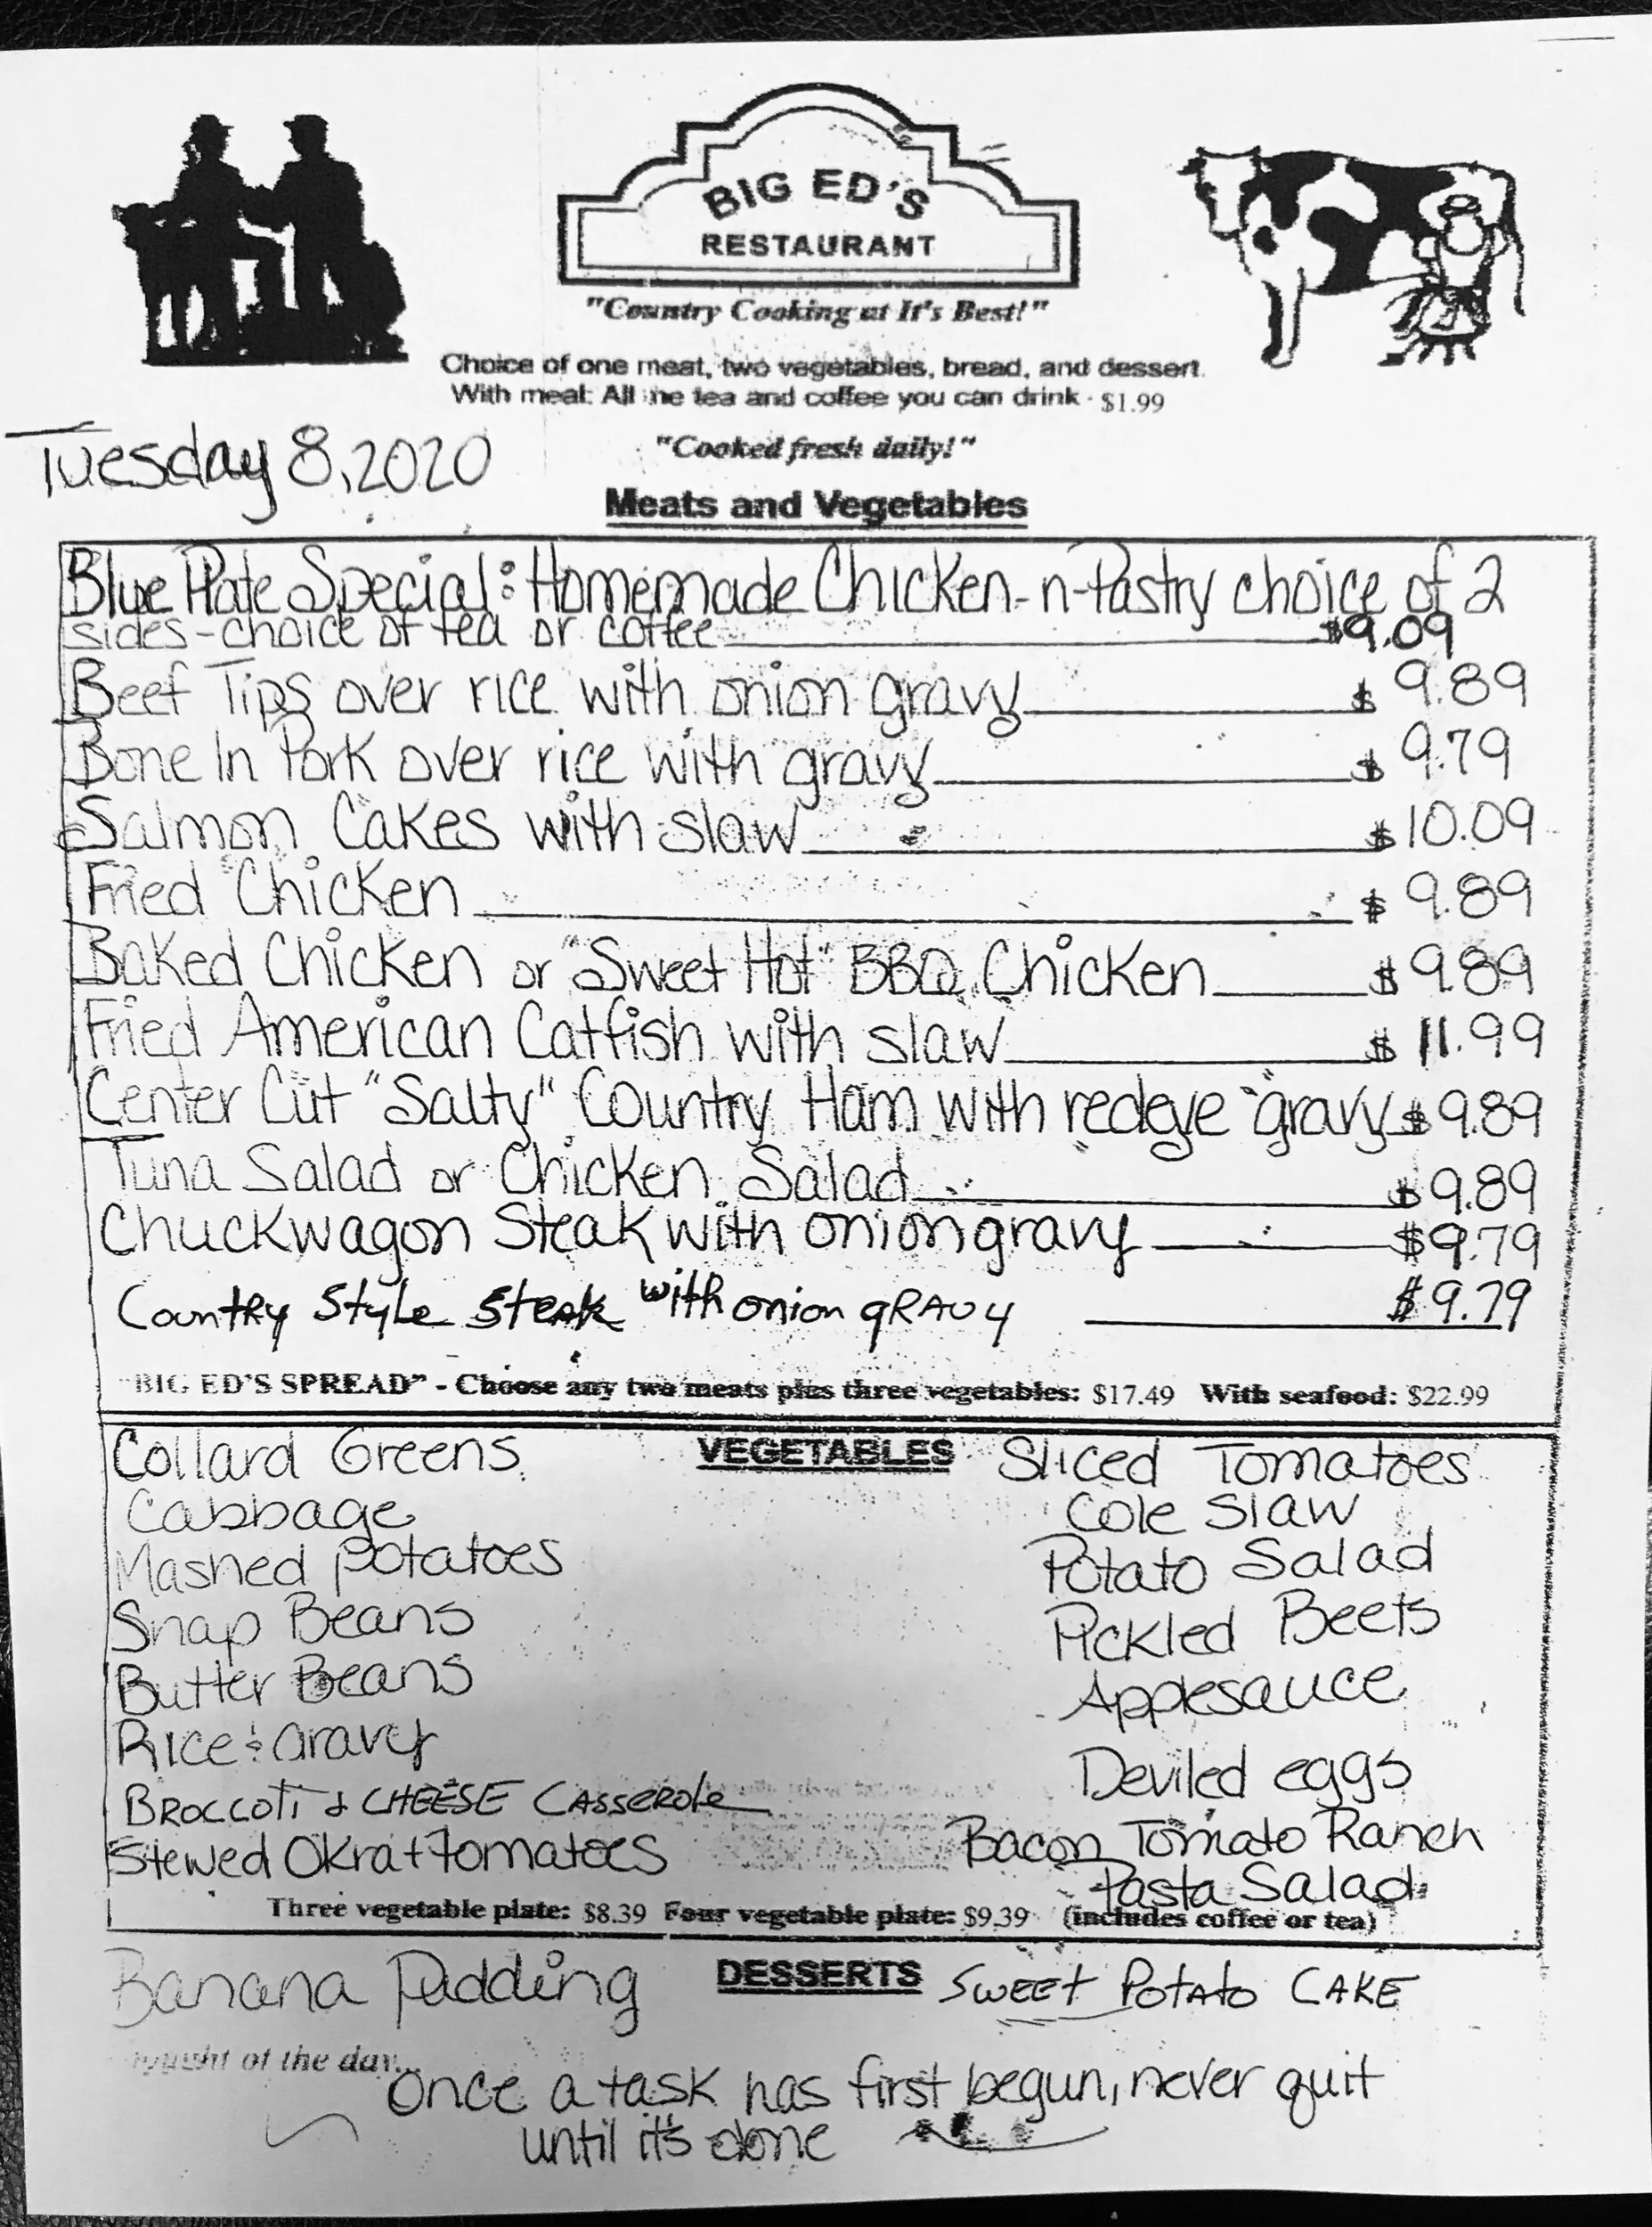 BIG ED'S
RESTAURANT
"Country Cooking at It's Best!"
Choice of one meat, two vegetables, bread, and dessert.
With meal: All the tea and coffee you can drink - $1.99
Tuesday 8, 2020
"Cooked fresh daily!"
Meats and Vegetables
Blue Plate Special: Homemade Chicken-n-Pastry choice of 2
sides - choice of tea or coffee $9.09
Beef Tips over rice with onion gravy $ 9.89
Bone In Pork over rice with gravy $ 9.79
Salmon Cakes with slaw $ 10.09
Fried Chicken $ 9.89
Baked Chicken or "Sweet Hot" BBQ Chicken $ 9.89
Fried American Catfish with slaw $ 11.99
Center Cut "Salty" Country Ham with redeye gravy $ 9.89
Tuna Salad or Chicken Salad $ 9.89
Chuckwagon Steak with onion gravy $9.79
Country Style Steak with onion gRAvy $9.79
"BIG ED'S SPREAD" - Choose any two meats plus three vegetables: $17.49 With seafood: $22.99
VEGETABLES
Collard Greens
Cabbage
Mashed potatoes
Snap Beans
Butter Beans
Rice & Gravy
BROCCOTi & CHEESE CASSEROLe
Stewed Okra + Tomatoes
Sliced Tomatoes
Cole Slaw
Potato Salad
Pickled Beets
Applesauce
Deviled eggs
Bacon Tomato Ranch
Pasta Salad
Three vegetable plate: $8.39 Four vegetable plate: $9.39 (includes coffee or tea)
DESSERTS
Banana Pudding
SWEEt PotAto CAKE
of the day...
Once a task has first begun, never quit
until it's done